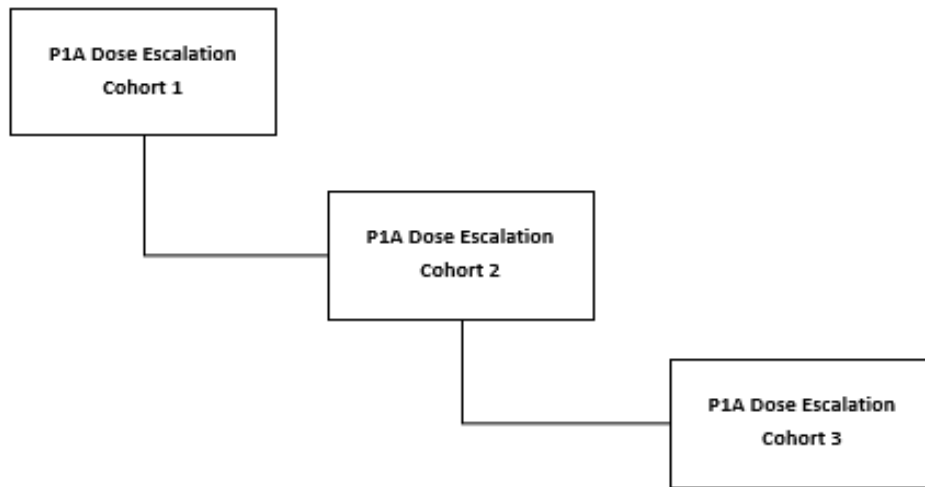 P1A Dose Escalation
Cohort 1
P1A Dose Escalation
Cohort 2
P1A Dose Escalation
Cohort 3